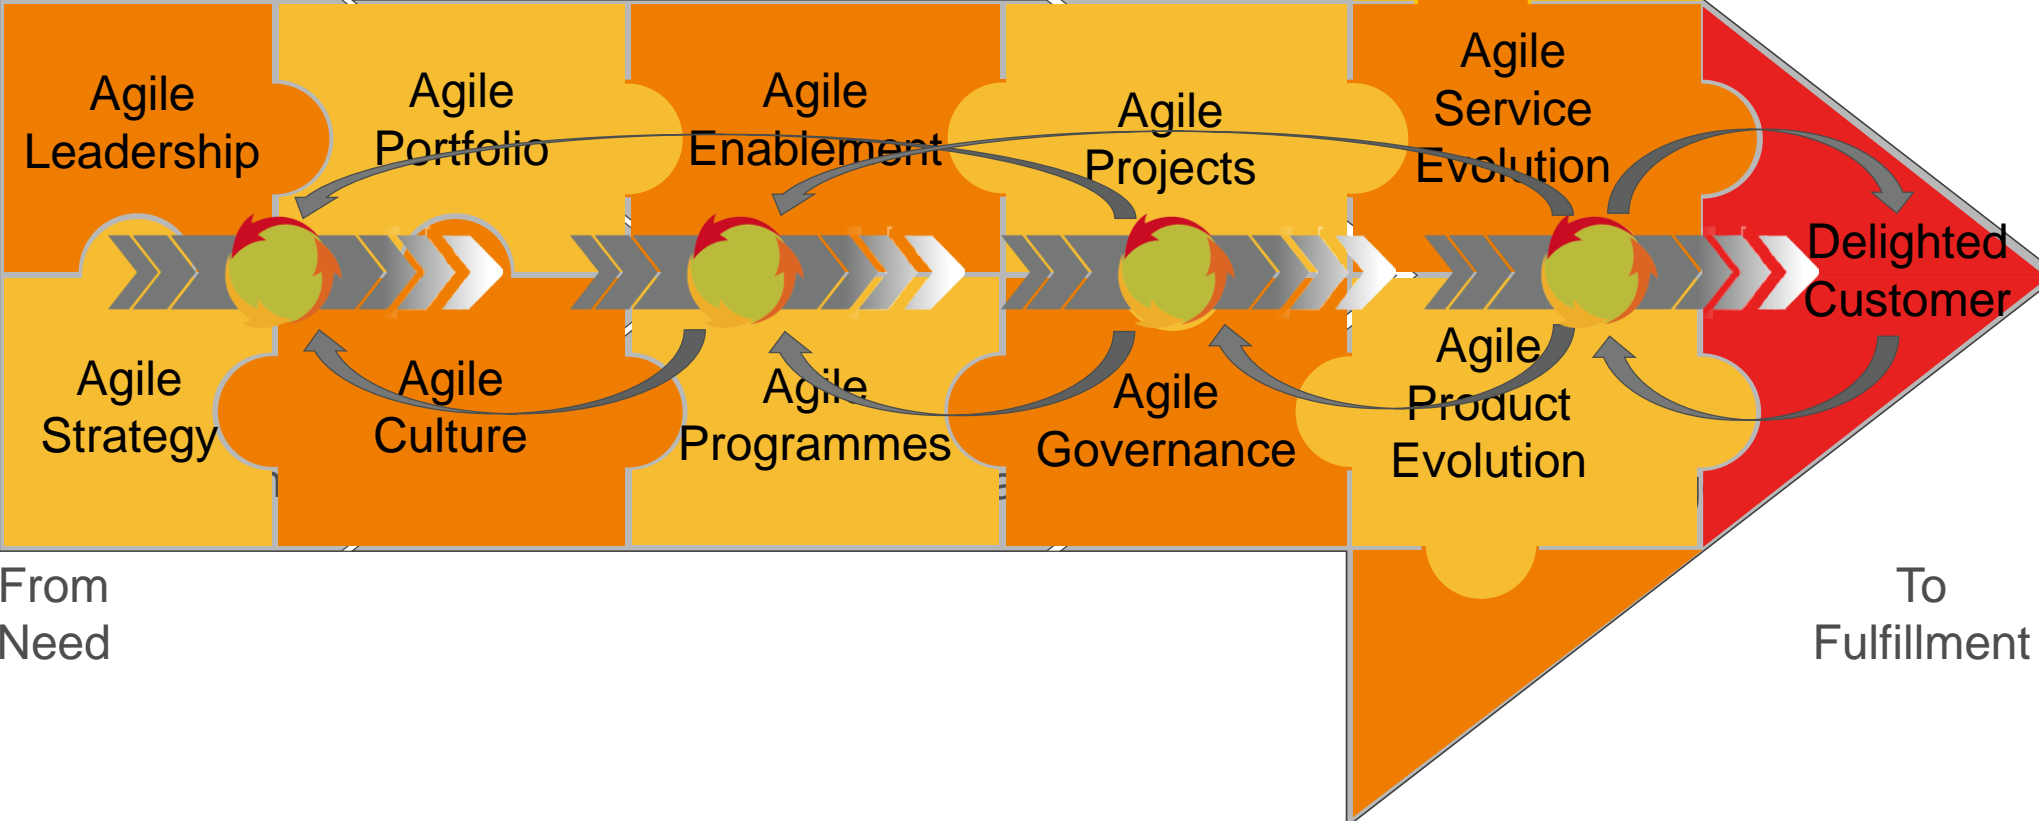 Agile
Leadership
Agile
Portfolio
Agile
Enablement
Agile
Projects
Agile
Service
Evolution
Delighted
Customer
Agile
Strategy
Agile
Culture
Agile
Programmes
Agile
Governance
Agile
Product
Evolution
From
Need
To
Fulfillment